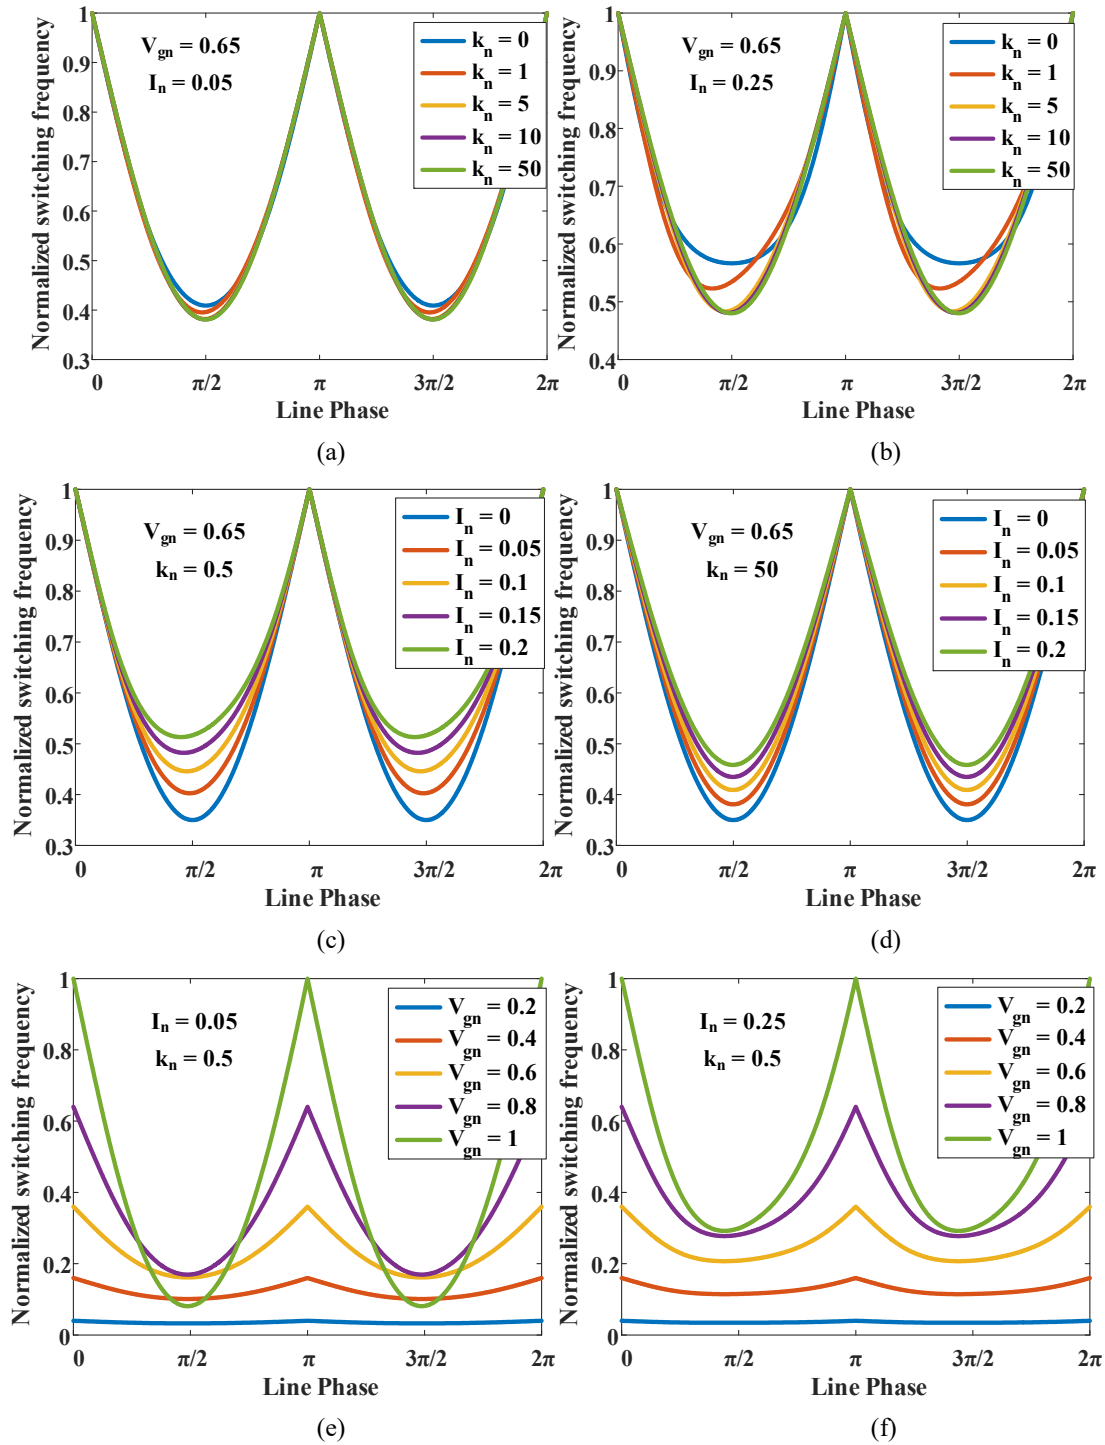 Normalized switching frequency
1
0.9
0.8
0.7
0.6
0.5
0.4
0.3
V_gn = 0.65
I_n = 0.05
k_n = 0
k_n = 1
k_n = 5
k_n = 10
k_n = 50
0 π/2 π 3π/2 2π
Line Phase
(a)
Normalized switching frequency
1
0.9
0.8
0.7
0.6
0.5
0.4
V_gn = 0.65
I_n = 0.25
k_n = 0
k_n = 1
k_n = 5
k_n = 10
k_n = 50
0 π/2 π 3π/2 2π
Line Phase
(b)
Normalized switching frequency
1
0.9
0.8
0.7
0.6
0.5
0.4
0.3
V_gn = 0.65
k_n = 0.5
I_n = 0
I_n = 0.05
I_n = 0.1
I_n = 0.15
I_n = 0.2
0 π/2 π 3π/2 2π
Line Phase
(c)
Normalized switching frequency
1
0.9
0.8
0.7
0.6
0.5
0.4
0.3
V_gn = 0.65
k_n = 50
I_n = 0
I_n = 0.05
I_n = 0.1
I_n = 0.15
I_n = 0.2
0 π/2 π 3π/2 2π
Line Phase
(d)
Normalized switching frequency
1
0.8
0.6
0.4
0.2
0
I_n = 0.05
k_n = 0.5
V_gn = 0.2
V_gn = 0.4
V_gn = 0.6
V_gn = 0.8
V_gn = 1
0 π/2 π 3π/2 2π
Line Phase
(e)
Normalized switching frequency
1
0.8
0.6
0.4
0.2
0
I_n = 0.25
k_n = 0.5
V_gn = 0.2
V_gn = 0.4
V_gn = 0.6
V_gn = 0.8
V_gn = 1
0 π/2 π 3π/2 2π
Line Phase
(f)